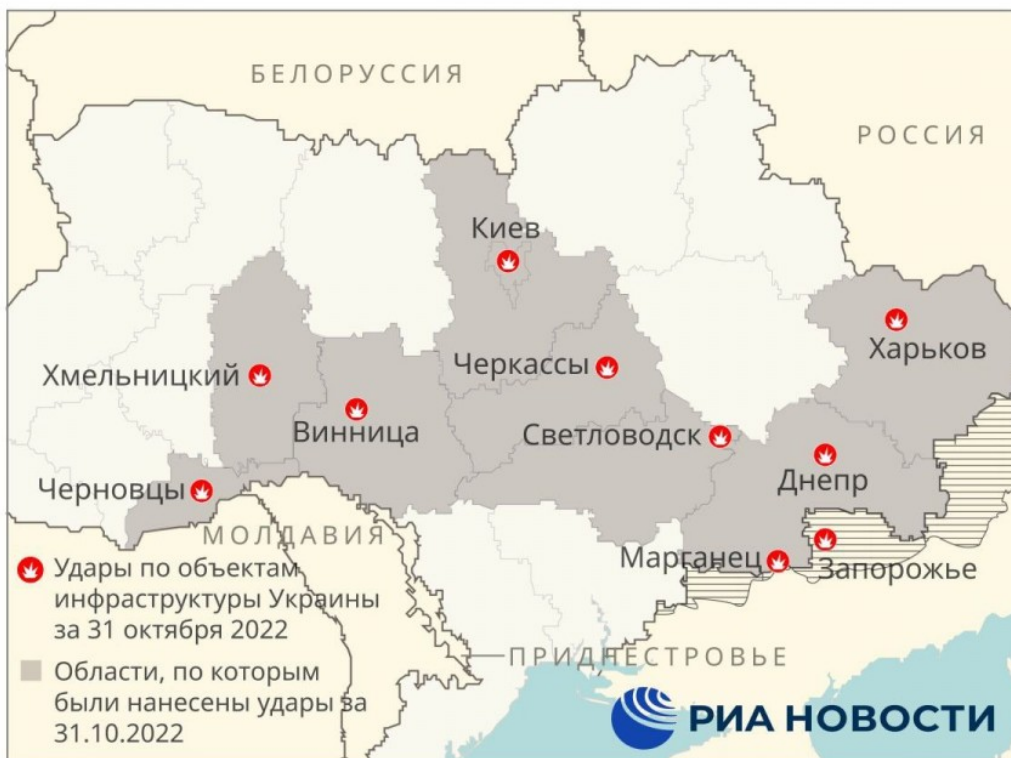 БЕЛОРУССИЯ
РОССИЯ
Киев
Харьков
Черкассы
Хмельницкий
Винница
Светловодск
Днепр
Черновцы
МОЛДАВИЯ
Марганец
Запорожье
Удары по объектам
инфраструктуры Украины
за 31 октября 2022
ПРИДНЕСТРОВЬЕ
Области, по которым
были нанесены удары за
31.10.2022
РИА НОВОСТИ